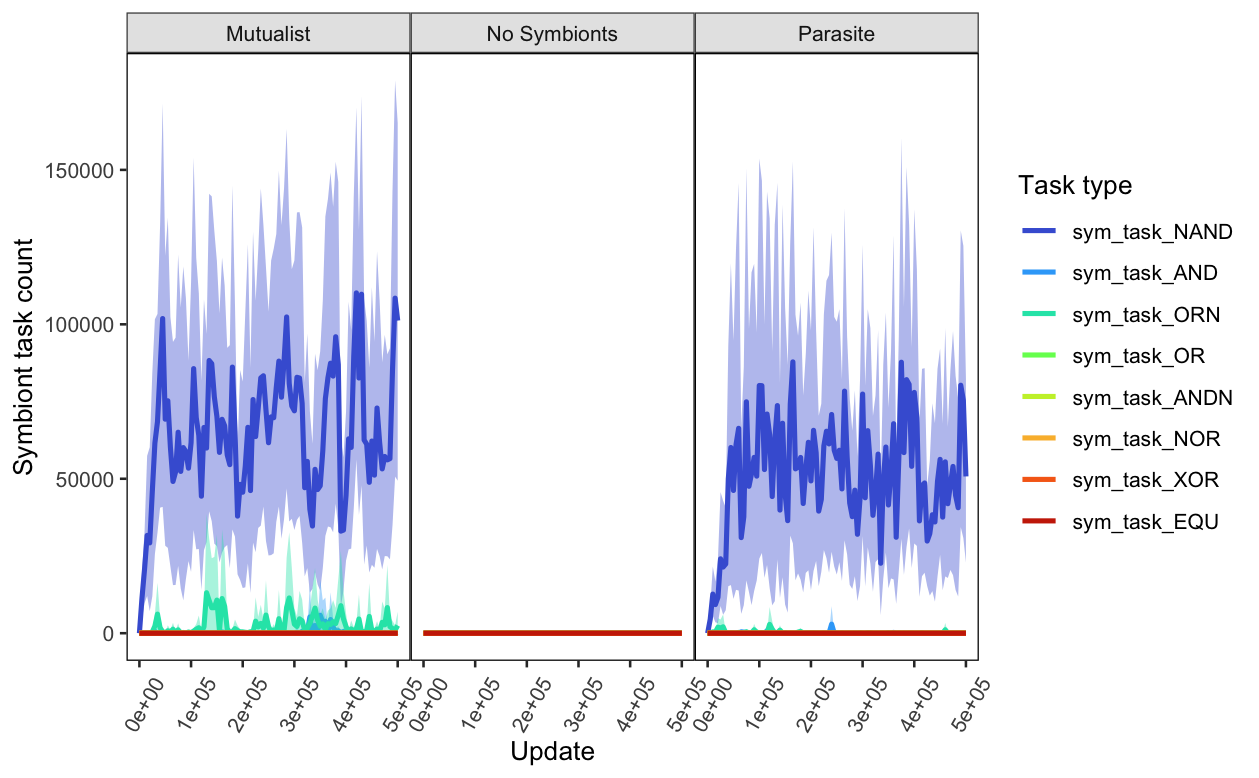 Mutualist
No Symbionts
Parasite
Symbiont task count
150000
100000
50000
0
0e+00
1e+05
2e+05
3e+05
4e+05
5e+05
0e+00
1e+05
2e+05
3e+05
4e+05
5e+05
0e+00
1e+05
2e+05
3e+05
4e+05
5e+05
Update
Task type
sym_task_NAND
sym_task_AND
sym_task_ORN
sym_task_OR
sym_task_ANDN
sym_task_NOR
sym_task_XOR
sym_task_EQU